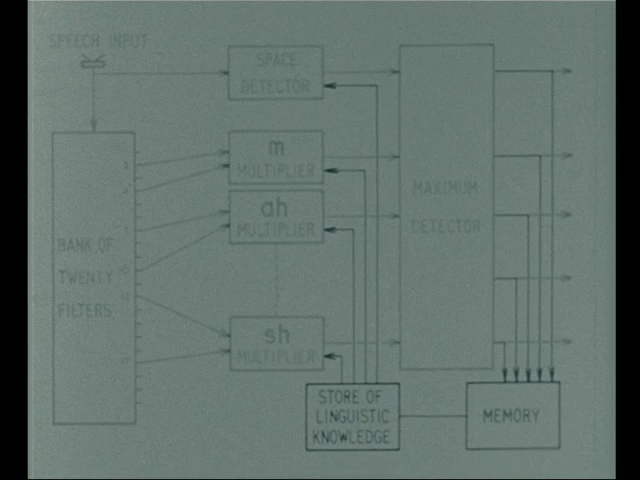 SPEECH INPUT
SPACE
DETECTOR
m
MULTIPLIER
ah
MULTIPLIER
sh
MULTIPLIER
BANK OF
TWENTY
FILTERS
MAXIMUM
DETECTOR
STORE OF
LINGUISTIC
KNOWLEDGE
MEMORY